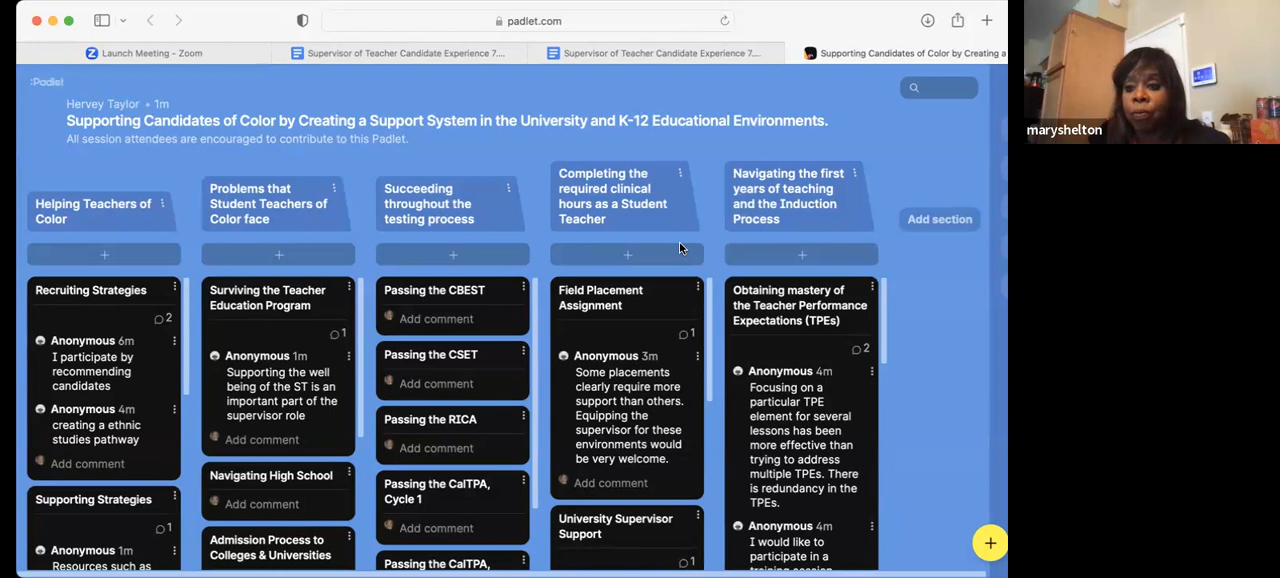 padlet.com
Launch Meeting - Zoom
Supervisor of Teacher Candidate Experience 7....
Supervisor of Teacher Candidate Experience 7....
Supporting Candidates of Color by Creating a
:Padlet
Hervey Taylor • 1m
Supporting Candidates of Color by Creating a Support System in the University and K-12 Educational Environments.
All session attendees are encouraged to contribute to this Padlet.
Helping Teachers of
Color
+
Recruiting Strategies
2
Anonymous 6m
I participate by
recommending
candidates
Anonymous 4m
creating a ethnic
studies pathway
Add comment
Supporting Strategies
1
Anonymous 1m
Resources such as
Problems that
Student Teachers of
Color face
+
Surviving the Teacher
Education Program
1
Anonymous 1m
Supporting the well
being of the ST is an
important part of the
supervisor role
Add comment
Navigating High School
Add comment
Admission Process to
Colleges & Universities
Succeeding
throughout the
testing process
+
Passing the CBEST
Add comment
Passing the CSET
Add comment
Passing the RICA
Add comment
Passing the CalTPA,
Cycle 1
Add comment
Passing the CalTPA,
Completing the
required clinical
hours as a Student
Teacher
+
Field Placement
Assignment
1
Anonymous 3m
Some placements
clearly require more
support than others.
Equipping the
supervisor for these
environments would
be very welcome.
Add comment
University Supervisor
Support
1
Navigating the first
years of teaching
and the Induction
Process
+
Obtaining mastery of
the Teacher Performance
Expectations (TPEs)
2
Anonymous 4m
Focusing on a
particular TPE
element for several
lessons has been
more effective than
trying to address
multiple TPEs. There
is redundancy in the
TPEs.
Anonymous 4m
I would like to
participate in a
training session
Add section
+
maryshelton